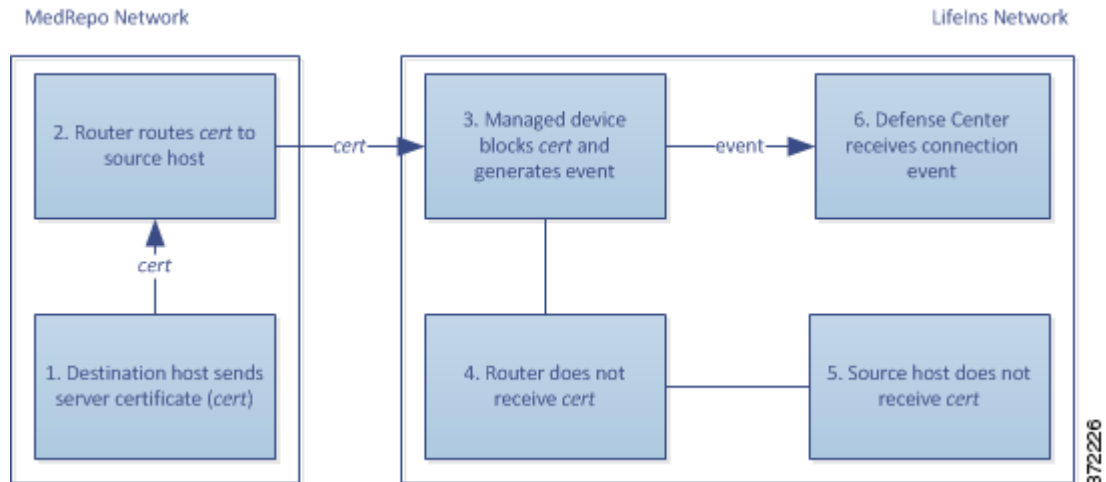 MedRepo Network
LifeIns Network
2. Router routes cert to
source host
cert
3. Managed device
blocks cert and
generates event
event
6. Defense Center
receives connection
event
cert
1. Destination host sends
server certificate (cert)
4. Router does not
receive cert
5. Source host does not
receive cert
372226